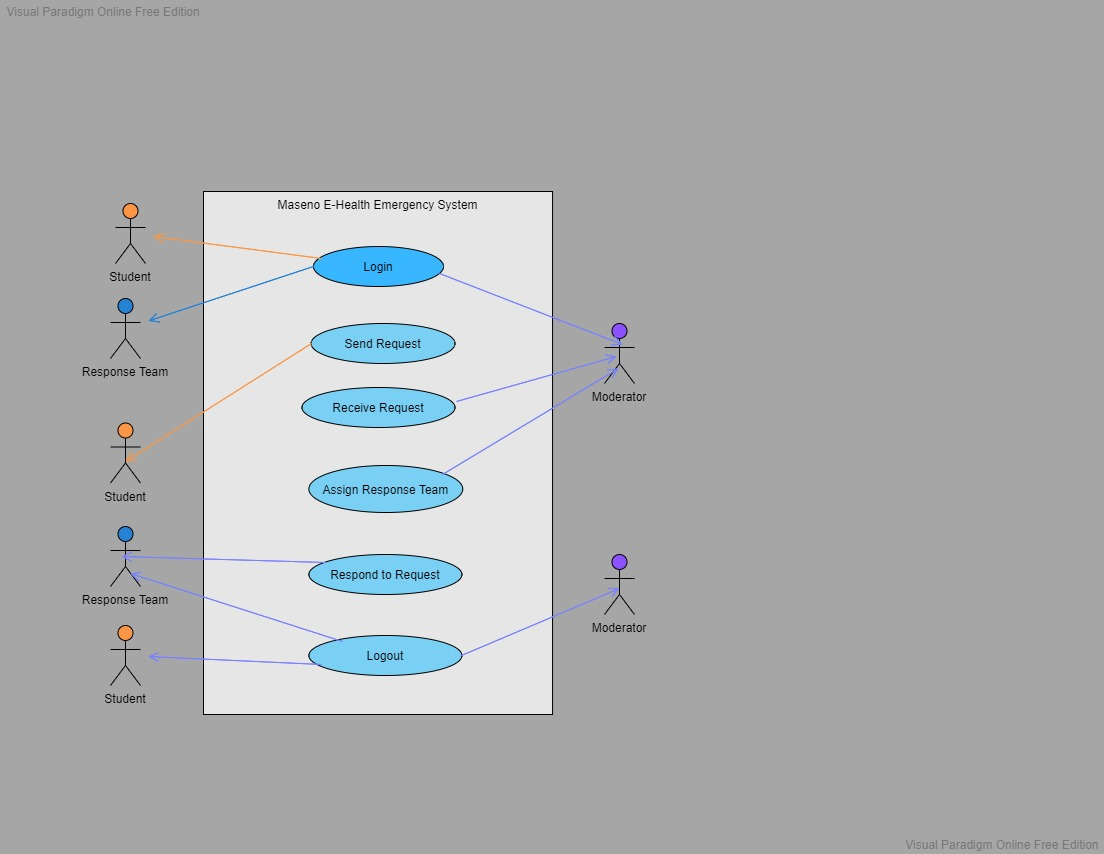 Visual Paradigm Online Free Edition
Maseno E-Health Emergency System
Student
Login
Response Team
Send Request
Moderator
Receive Request
Student
Assign Response Team
Respond to Request
Response Team
Moderator
Logout
Student
Visual Paradigm Online Free Edition